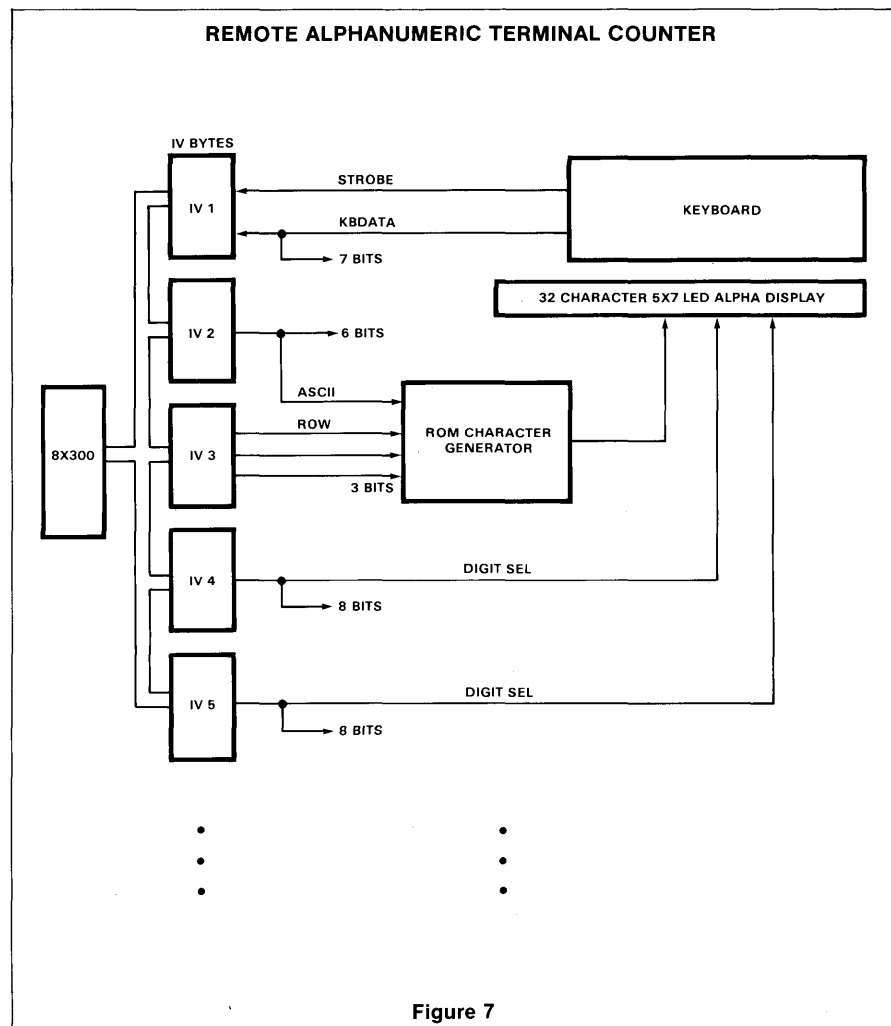 REMOTE ALPHANUMERIC TERMINAL COUNTER
IV BYTES
IV 1
STROBE
KEYBOARD
KBDATA
7 BITS
32 CHARACTER 5X7 LED ALPHA DISPLAY
IV 2
6 BITS
ASCII
8X300
IV 3
ROW
ROM CHARACTER
GENERATOR
3 BITS
IV 4
DIGIT SEL
8 BITS
IV 5
DIGIT SEL
8 BITS
Figure 7